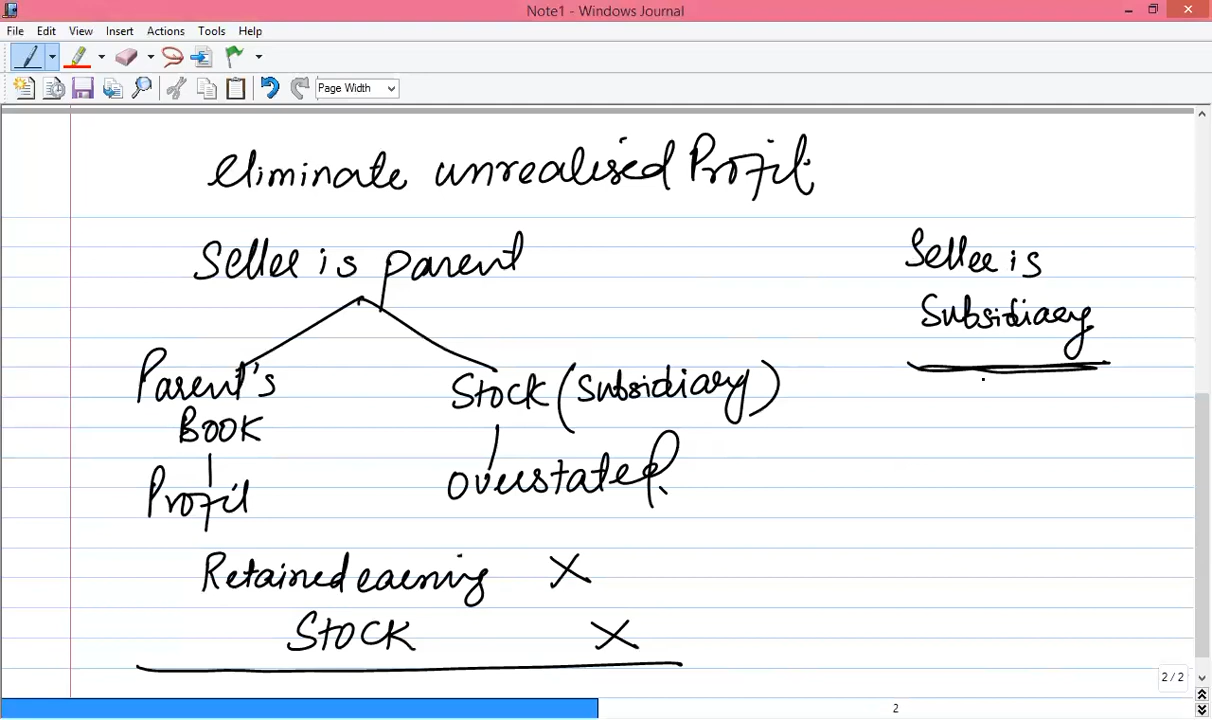 Note1 - Windows Journal
File Edit View Insert Actions Tools Help
Page Width
eliminate unrealised Profit
Seller is parent
Seller is
Subsidiary
Parent's
BOOK
Stock (Subsidiary)
Profit
overstated
Retained earning X
Stock X
2 / 2
2